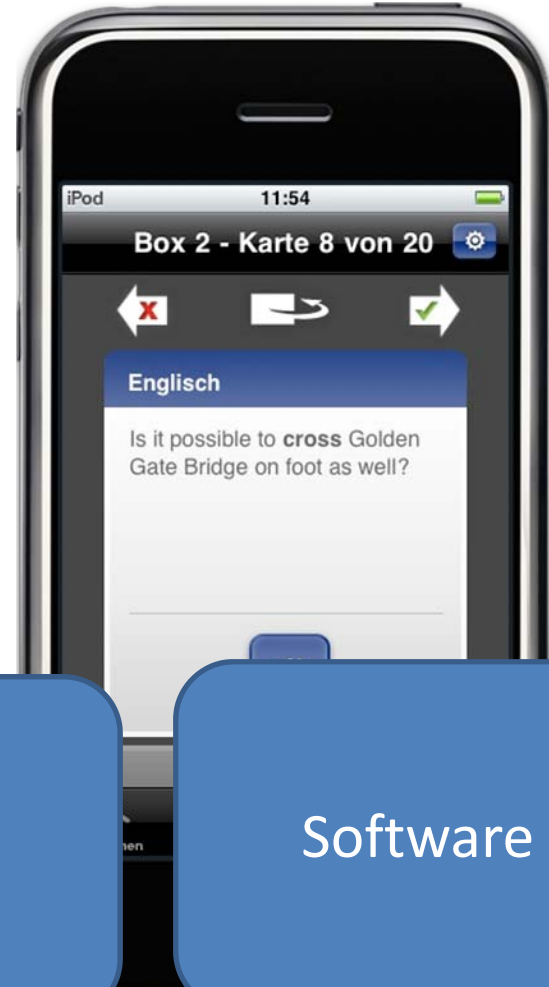 iPod 11:54
Box 2 - Karte 8 von 20
Englisch
Is it possible to cross Golden
Gate Bridge on foot as well?
Software